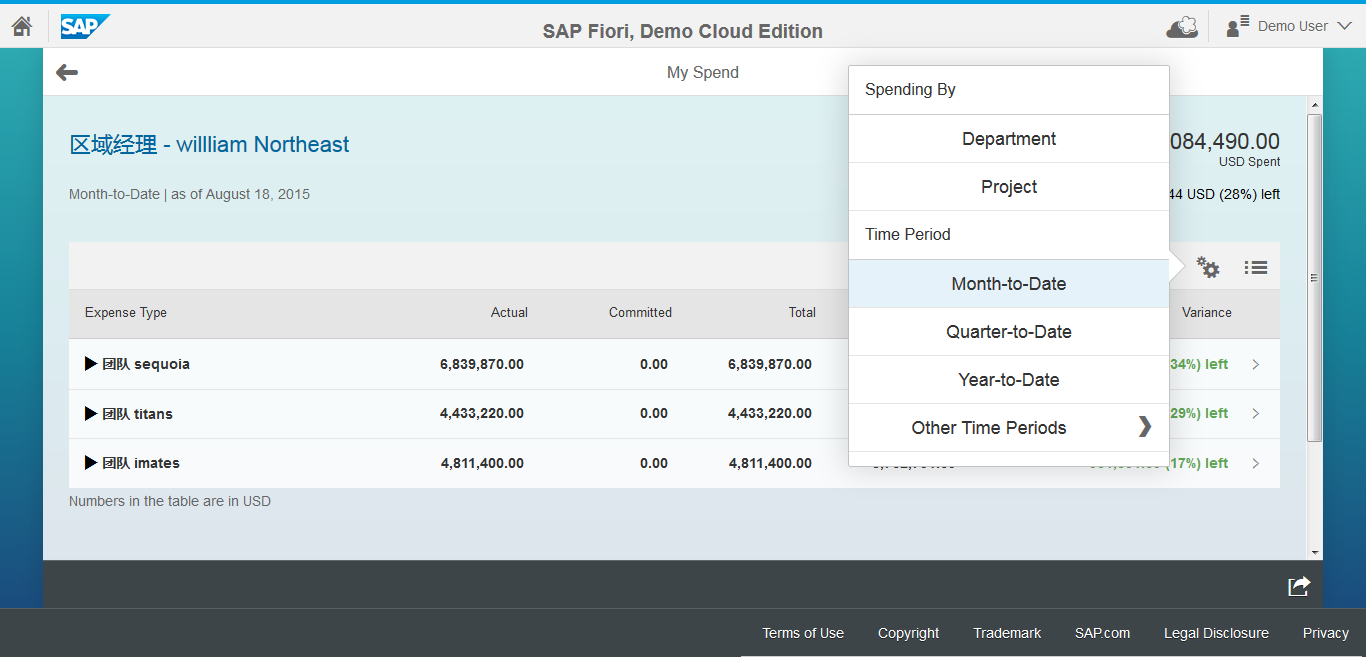 SAP SAP Fiori, Demo Cloud Edition Demo User
My Spend
Spending By
Department
Project
Time Period
Month-to-Date
Quarter-to-Date
Year-to-Date
Other Time Periods
区域经理 - willliam Northeast
084,490.00
USD Spent
Month-to-Date | as of August 18, 2015
44 USD (28%) left
Expense Type Actual Committed Total Variance
团队 sequoia 6,839,870.00 0.00 6,839,870.00 34%) left
团队 titans 4,433,220.00 0.00 4,433,220.00 29%) left
团队 imates 4,811,400.00 0.00 4,811,400.00 (17%) left
Numbers in the table are in USD
Terms of Use Copyright Trademark SAP.com Legal Disclosure Privacy